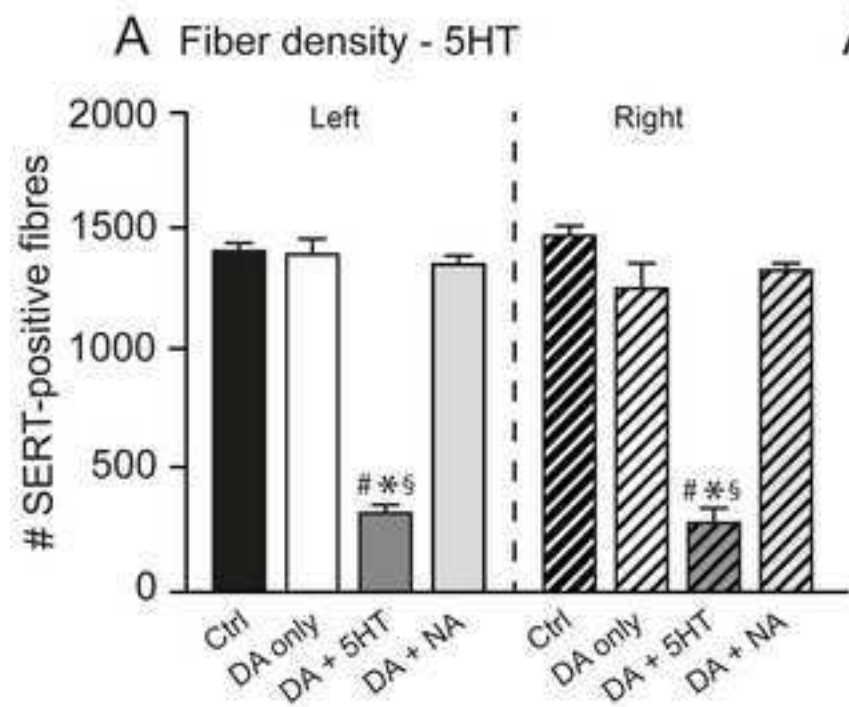 A Fiber density - 5HT
Left
Right
# SERT-positive fibres
2000
1500
1000
500
0
# * §
# * §
Ctrl
DA only
DA + 5HT
DA + NA
Ctrl
DA only
DA + 5HT
DA + NA